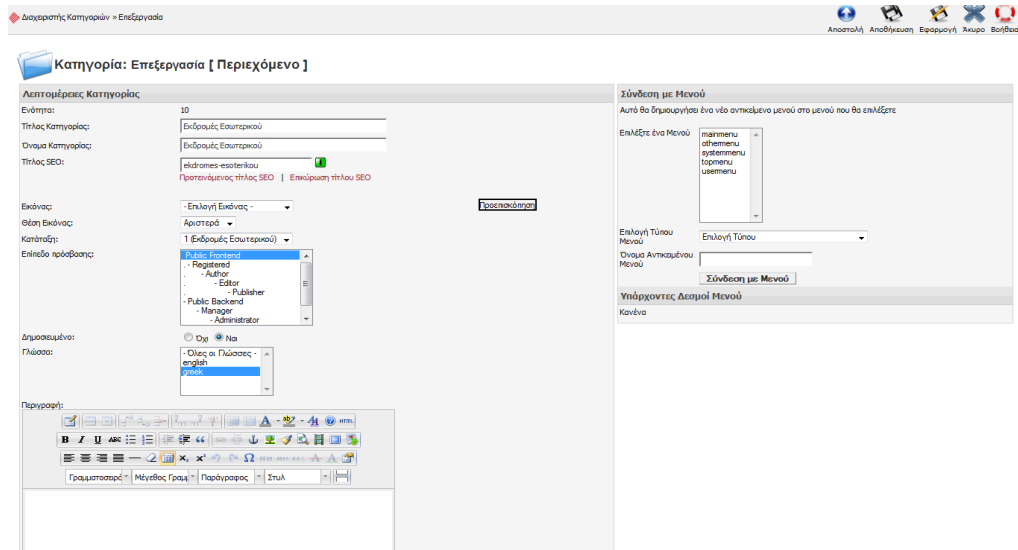 Διαχειριστής Κατηγοριών » Επεξεργασία
Αποστολή Αποθήκευση Εφαρμογή Άκυρο Βοήθεια
Κατηγορία: Επεξεργασία [ Περιεχόμενο ]
Λεπτομέρειες Κατηγορίας
Ενότητα: 10
Τίτλος Κατηγορίας: Εκδρομές Εσωτερικού
Όνομα Κατηγορίας: Εκδρομές Εσωτερικού
Τίτλος SEO: ekdromes-esoterikou
Προτεινόμενος τίτλος SEO | Επικύρωση τίτλου SEO
Εικόνας: - Επιλογή Εικόνας - Προεπισκόπηση
Θέση Εικόνας: Αριστερά
Κατάταξη: 1 (Εκδρομές Εσωτερικού)
Επίπεδο πρόσβασης: Public Frontend
. - Registered
. - Author
. - Editor
. - Publisher
- Public Backend
- Manager
- Administrator
Δημοσιευμένο: Όχι Ναι
Γλώσσα: - Όλες οι Γλώσσες -
english
greek
Περιγραφή:
HTML
B I U ABC
Γραμματοσειρά Μέγεθος Γραμμ Παράγραφος Στυλ
Σύνδεση με Μενού
Αυτό θα δημιουργήσει ένα νέο αντικείμενο μενού στο μενού που θα επιλέξετε
Επιλέξτε ένα Μενού mainmenu
othermenu
systemmenu
topmenu
usermenu
Επιλογή Τύπου Μενού Επιλογή Τύπου
Όνομα Αντικειμένου Μενού
Σύνδεση με Μενού
Υπάρχοντες Δεσμοί Μενού
Κανένα